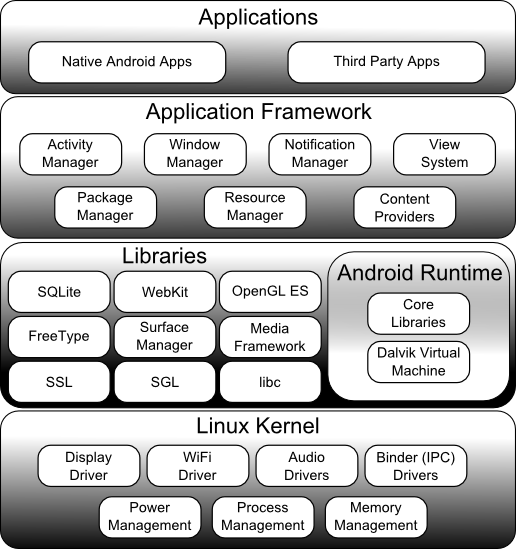 Applications
Native Android Apps
Third Party Apps
Application Framework
Activity
Manager
Window
Manager
Notification
Manager
View
System
Package
Manager
Resource
Manager
Content
Providers
Libraries
SQLite
WebKit
OpenGL ES
FreeType
Surface
Manager
Media
Framework
SSL
SGL
libc
Android Runtime
Core
Libraries
Dalvik Virtual
Machine
Linux Kernel
Display
Driver
WiFi
Driver
Audio
Drivers
Binder (IPC)
Drivers
Power
Management
Process
Management
Memory
Management